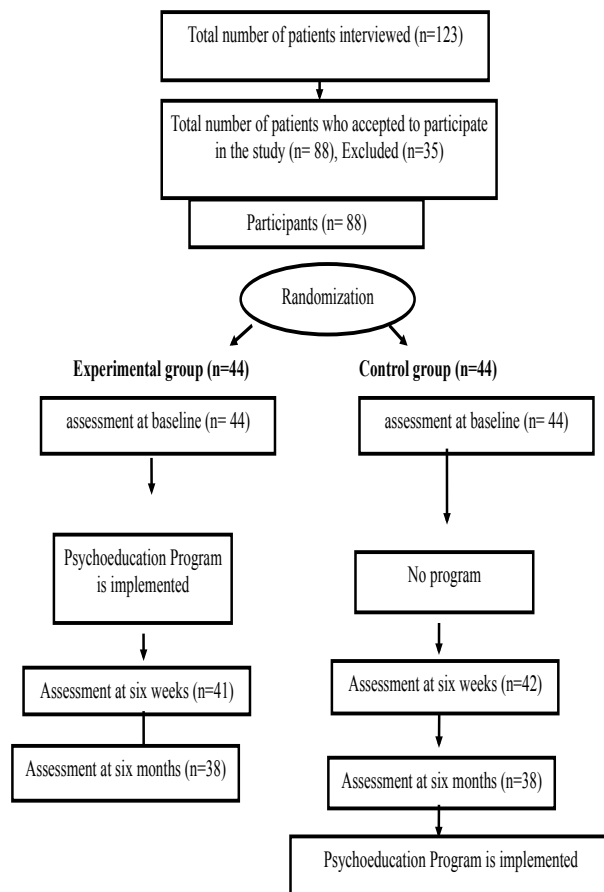 Total number of patients interviewed (n=123)
Total number of patients who accepted to participate
in the study (n= 88), Excluded (n=35)
Participants (n= 88)
Randomization
Experimental group (n=44)
Control group (n=44)
assessment at baseline (n= 44)
assessment at baseline (n= 44)
Psychoeducation Program
is implemented
No program
Assessment at six weeks (n=41)
Assessment at six weeks (n=42)
Assessment at six months (n=38)
Assessment at six months (n=38)
Psychoeducation Program is implemented